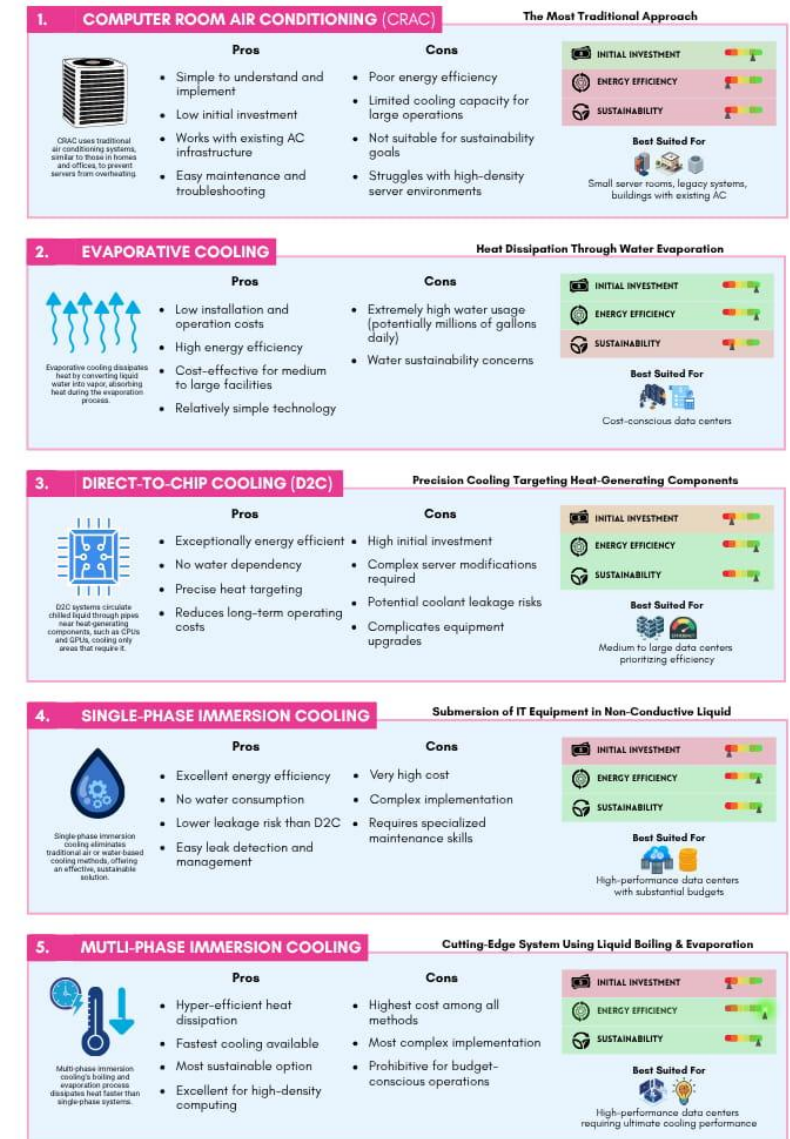 1. COMPUTER ROOM AIR CONDITIONING (CRAC)
The Most Traditional Approach
CRAC uses traditional
air conditioning systems,
similar to those in homes
and offices, to prevent
servers from overheating.
Pros
• Simple to understand and
implement
• Low initial investment
• Works with existing AC
infrastructure
• Easy maintenance and
troubleshooting
Cons
• Poor energy efficiency
• Limited cooling capacity for
large operations
• Not suitable for sustainability
goals
• Struggles with high-density
server environments
INITIAL INVESTMENT
ENERGY EFFICIENCY
SUSTAINABILITY
Best Suited For
Small server rooms, legacy systems,
buildings with existing AC
2. EVAPORATIVE COOLING
Heat Dissipation Through Water Evaporation
Evaporative cooling dissipates
heat by converting liquid
water into vapor, absorbing
heat during the evaporation
process.
Pros
• Low installation and
operation costs
• High energy efficiency
• Cost-effective for medium
to large facilities
• Relatively simple technology
Cons
• Extremely high water usage
(potentially millions of gallons
daily)
• Water sustainability concerns
INITIAL INVESTMENT
ENERGY EFFICIENCY
SUSTAINABILITY
Best Suited For
Cost-conscious data centers
3. DIRECT-TO-CHIP COOLING (D2C)
Precision Cooling Targeting Heat-Generating Components
D2C systems circulate
chilled liquid through pipes
near heat-generating
components, such as CPUs
and GPUs, cooling only
areas that require it.
Pros
• Exceptionally energy efficient
• No water dependency
• Precise heat targeting
• Reduces long-term operating
costs
Cons
• High initial investment
• Complex server modifications
required
• Potential coolant leakage risks
• Complicates equipment
upgrades
INITIAL INVESTMENT
ENERGY EFFICIENCY
SUSTAINABILITY
Best Suited For
Medium to large data centers
prioritizing efficiency
4. SINGLE-PHASE IMMERSION COOLING
Submersion of IT Equipment in Non-Conductive Liquid
Single-phase immersion
cooling eliminates
traditional air or water-based
cooling methods, offering
an effective, sustainable
solution.
Pros
• Excellent energy efficiency
• No water consumption
• Lower leakage risk than D2C
• Easy leak detection and
management
Cons
• Very high cost
• Complex implementation
• Requires specialized
maintenance skills
INITIAL INVESTMENT
ENERGY EFFICIENCY
SUSTAINABILITY
Best Suited For
High-performance data centers
with substantial budgets
5. MUTLI-PHASE IMMERSION COOLING
Cutting-Edge System Using Liquid Boiling & Evaporation
Multi-phase immersion
cooling's boiling and
evaporation process
dissipates heat faster than
single-phase systems.
Pros
• Hyper-efficient heat
dissipation
• Fastest cooling available
• Most sustainable option
• Excellent for high-density
computing
Cons
• Highest cost among all
methods
• Most complex implementation
• Prohibitive for budget-
conscious operations
INITIAL INVESTMENT
ENERGY EFFICIENCY
SUSTAINABILITY
Best Suited For
High-performance data centers
requiring ultimate cooling performance